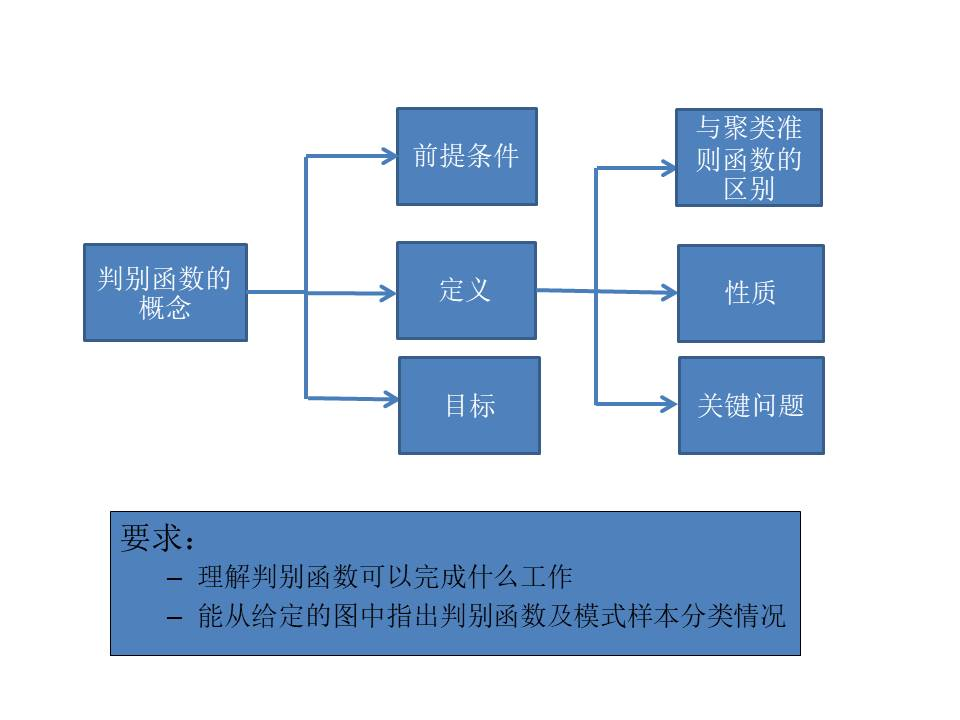 前提条件
与聚类准
则函数的
区别
判别函数的
概念
定义
性质
目标
关键问题
要求：
– 理解判别函数可以完成什么工作
– 能从给定的图中指出判别函数及模式样本分类情况